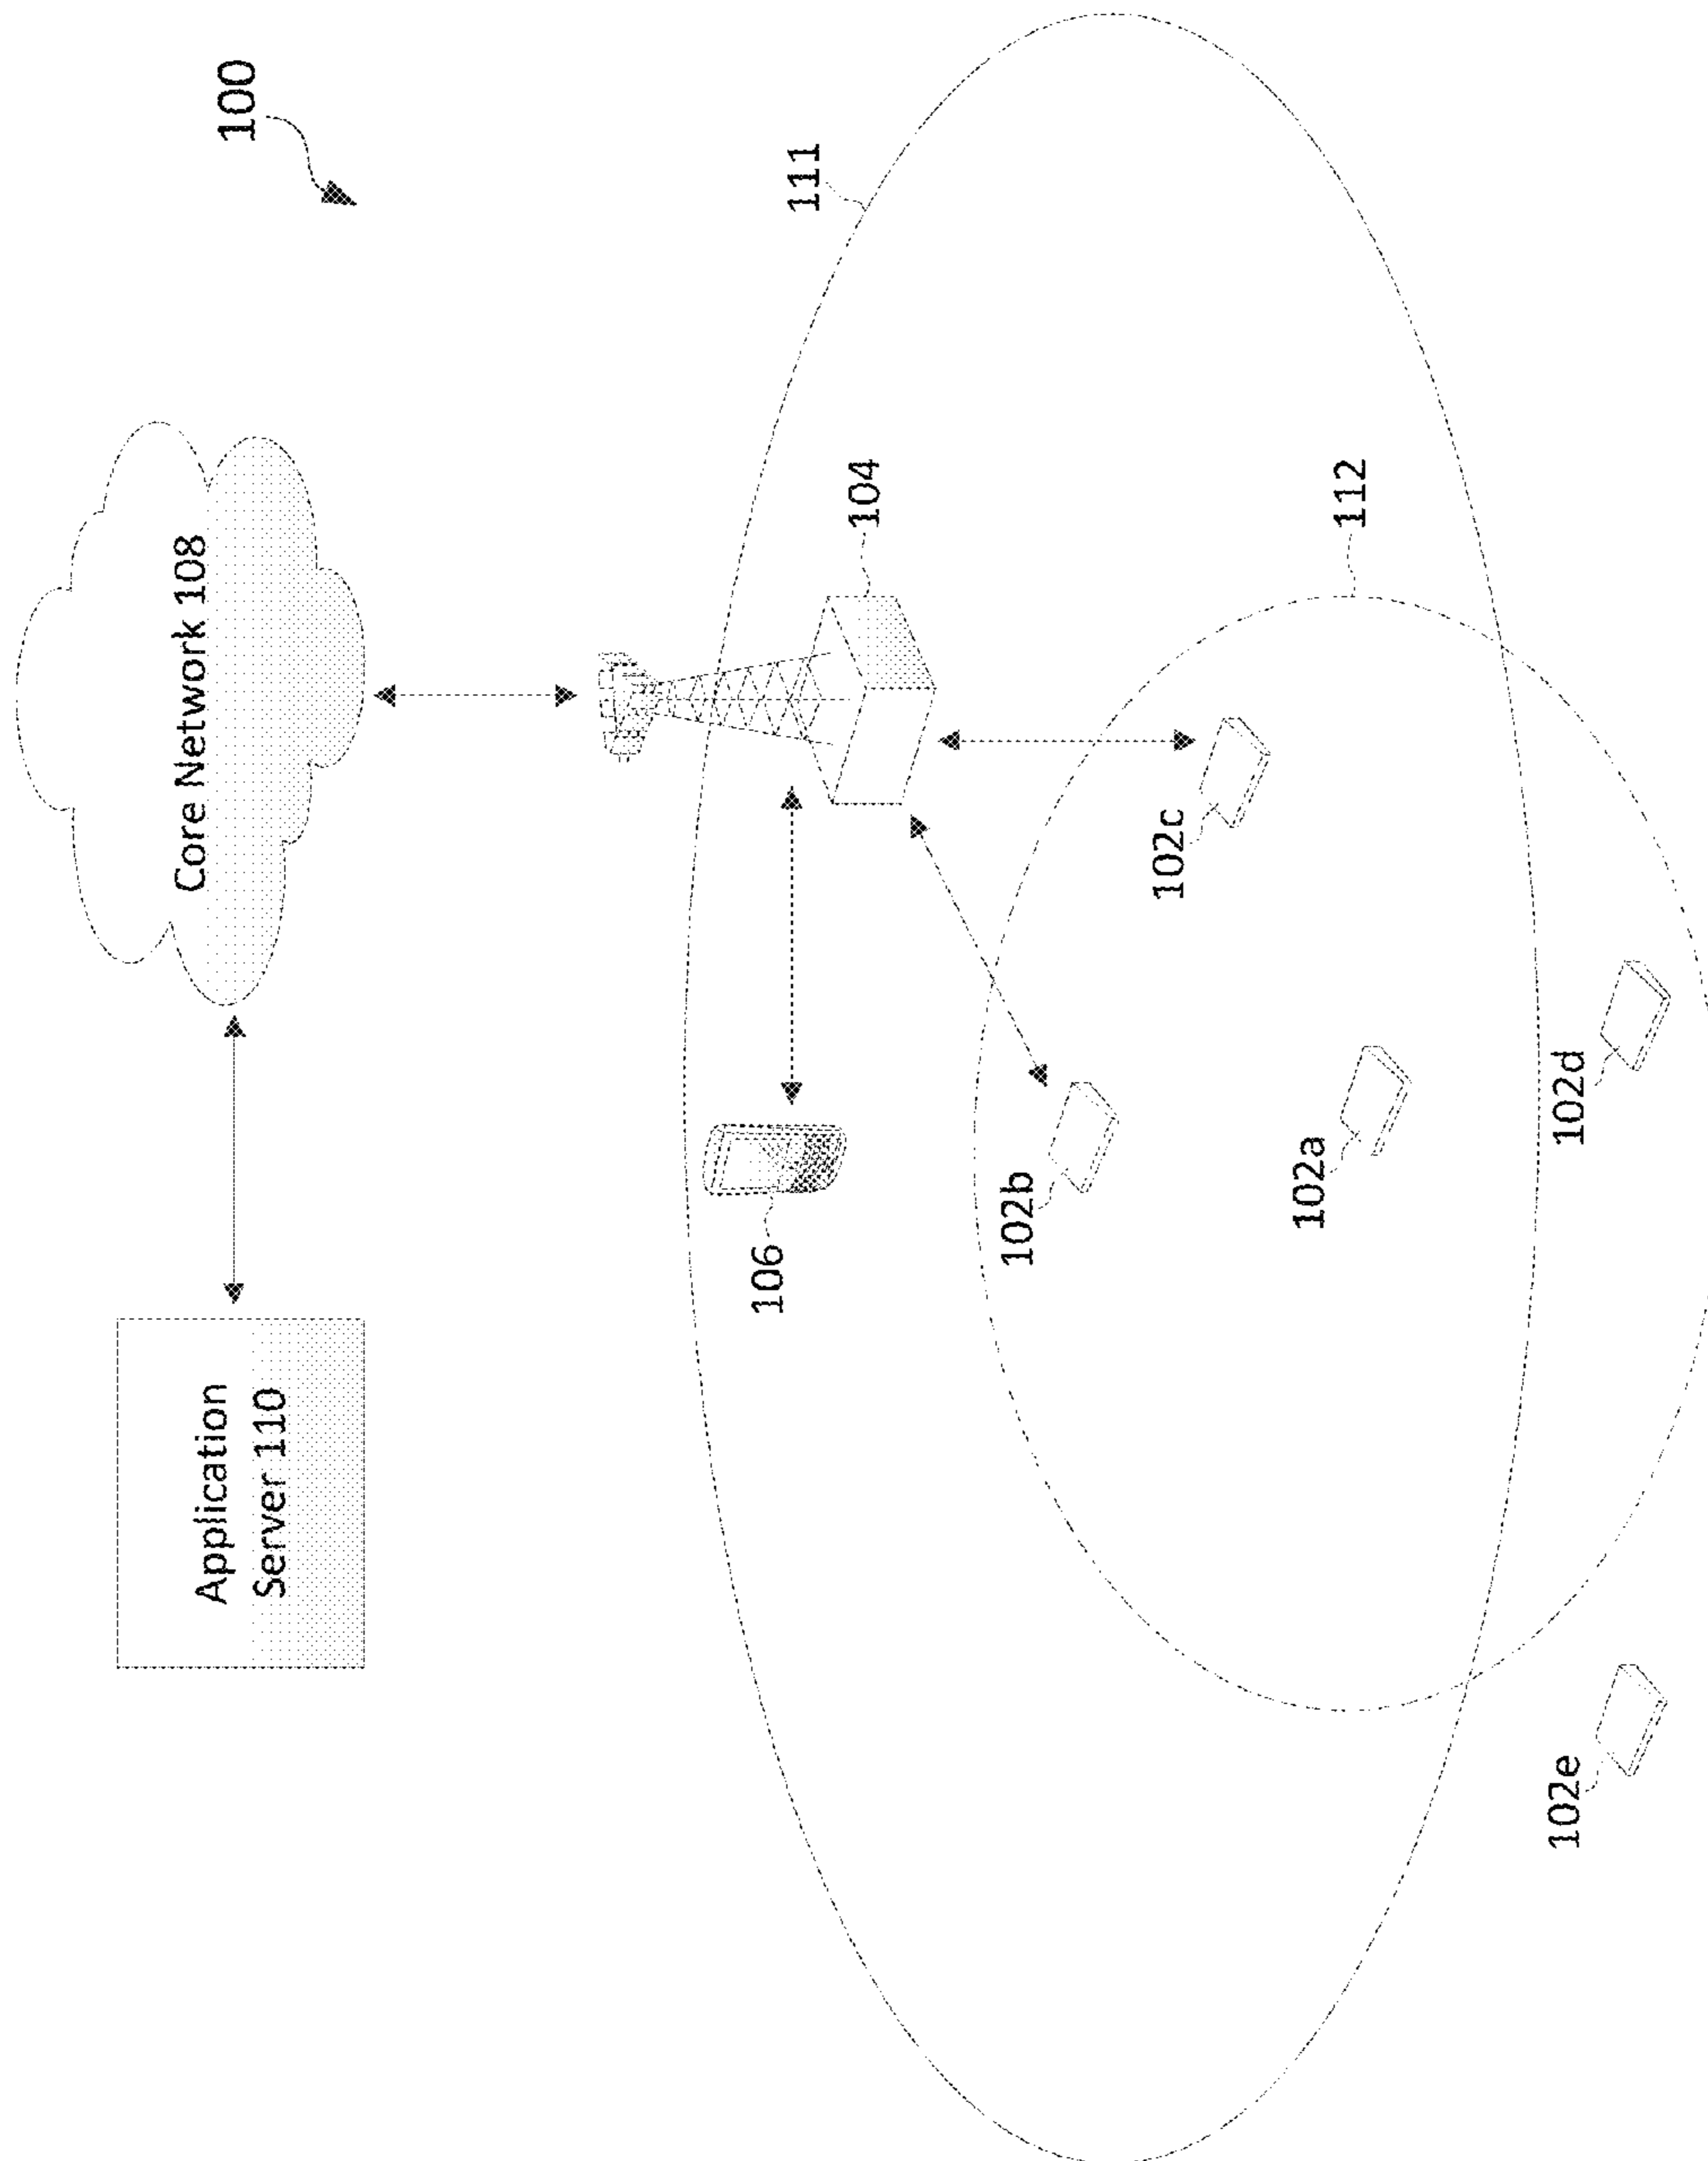 100
Core Network 108
Application
Server 110
111
104
106
112
102b
102c
102a
102d
102e